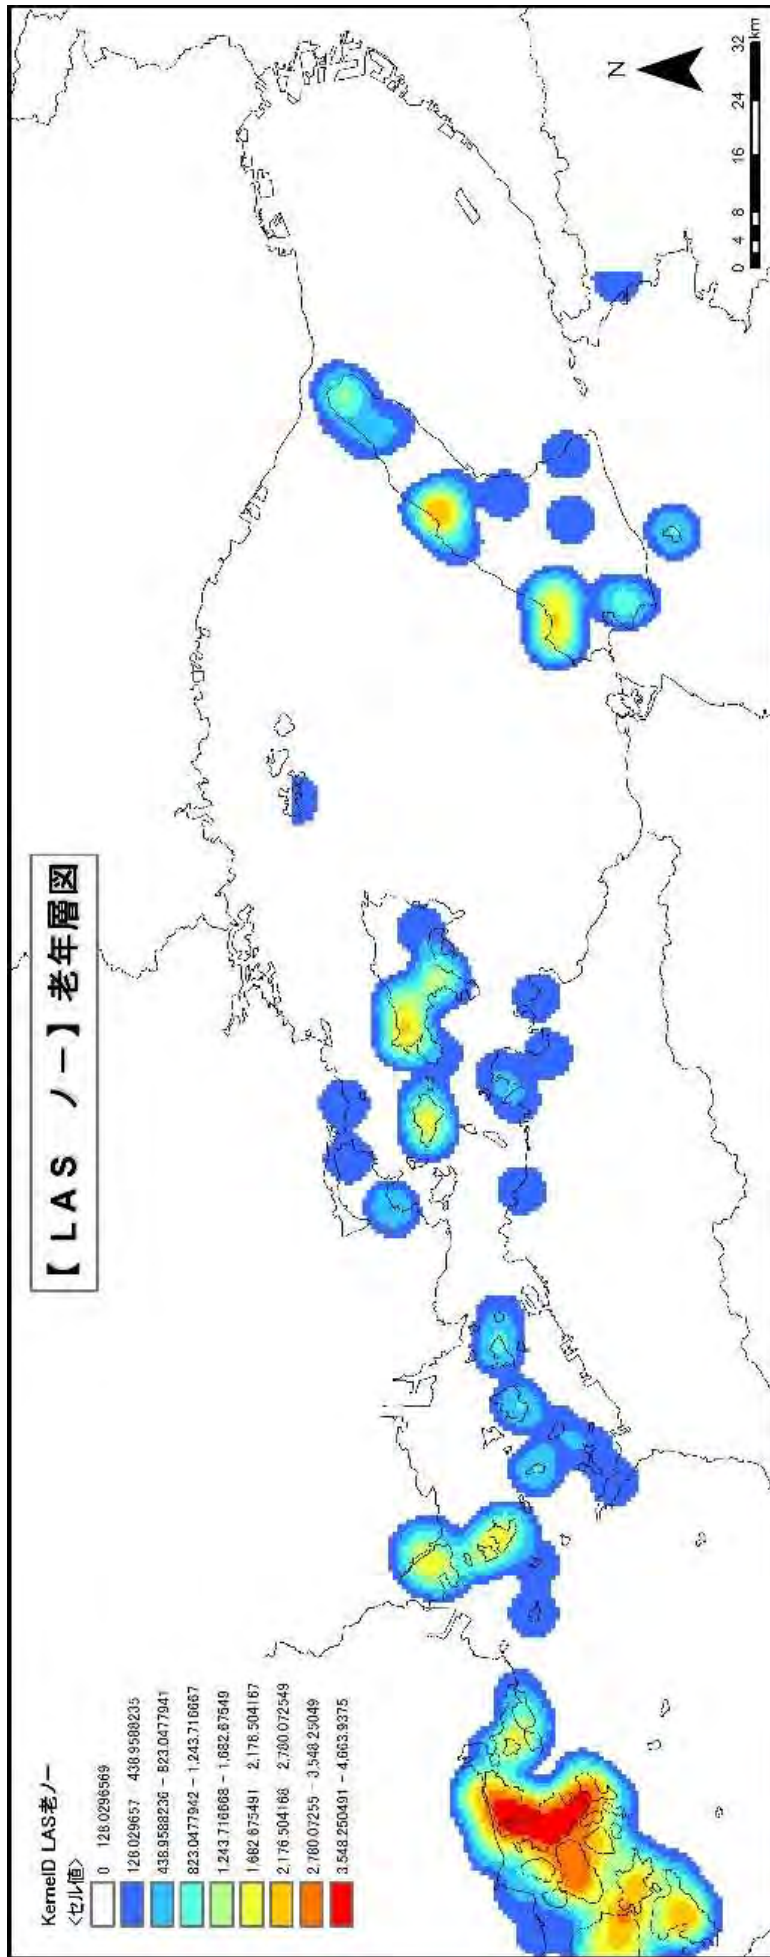 【LAS ノー】老年層図
KernelD LAS老ノー
<セル値>
0 128.0296569
128.029657 438.9588235
438.9588236 - 823.0477941
823.0477942 - 1,243.716667
1,243.716668 - 1,682.67549
1,682.675491 2,176.504167
2,176.504168 2,780.072549
2,780.07255 - 3,548.25049
3,548.250491 - 4,663.9375
N
0 4 8 16 24 32
km